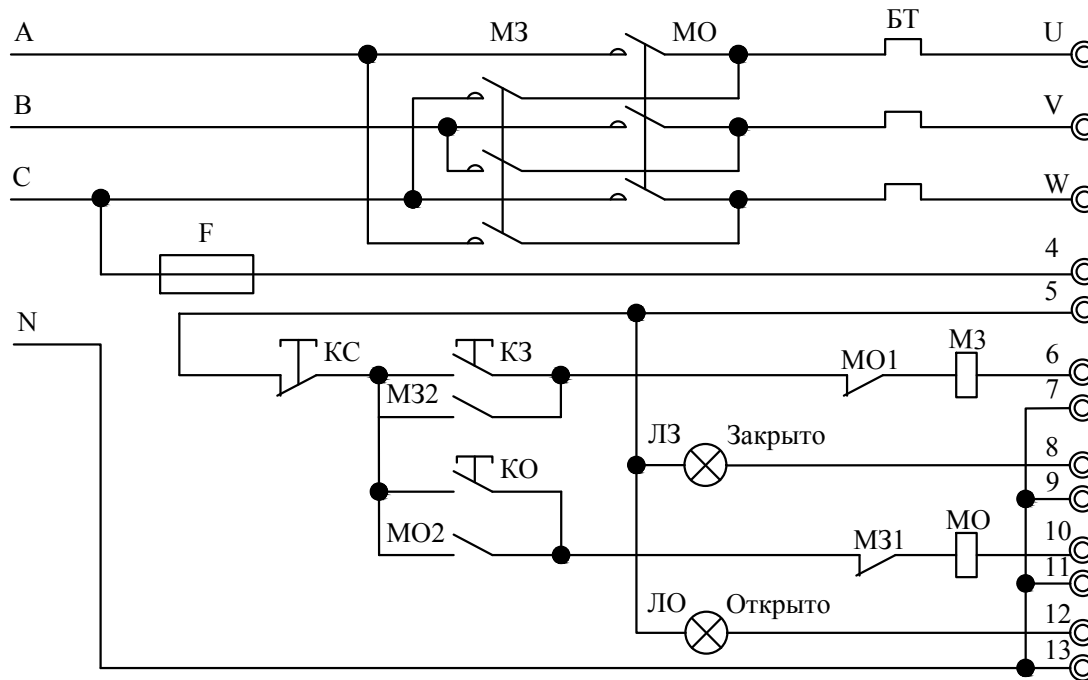 A
МЗ
МО
БТ
U
B
V
C
W
F
4
5
N
КС
КЗ
МО1
МЗ
6
МЗ2
7
ЛЗ
Закрыто
8
КО
9
МО2
МЗ1
МО
10
11
ЛО
Открыто
12
13